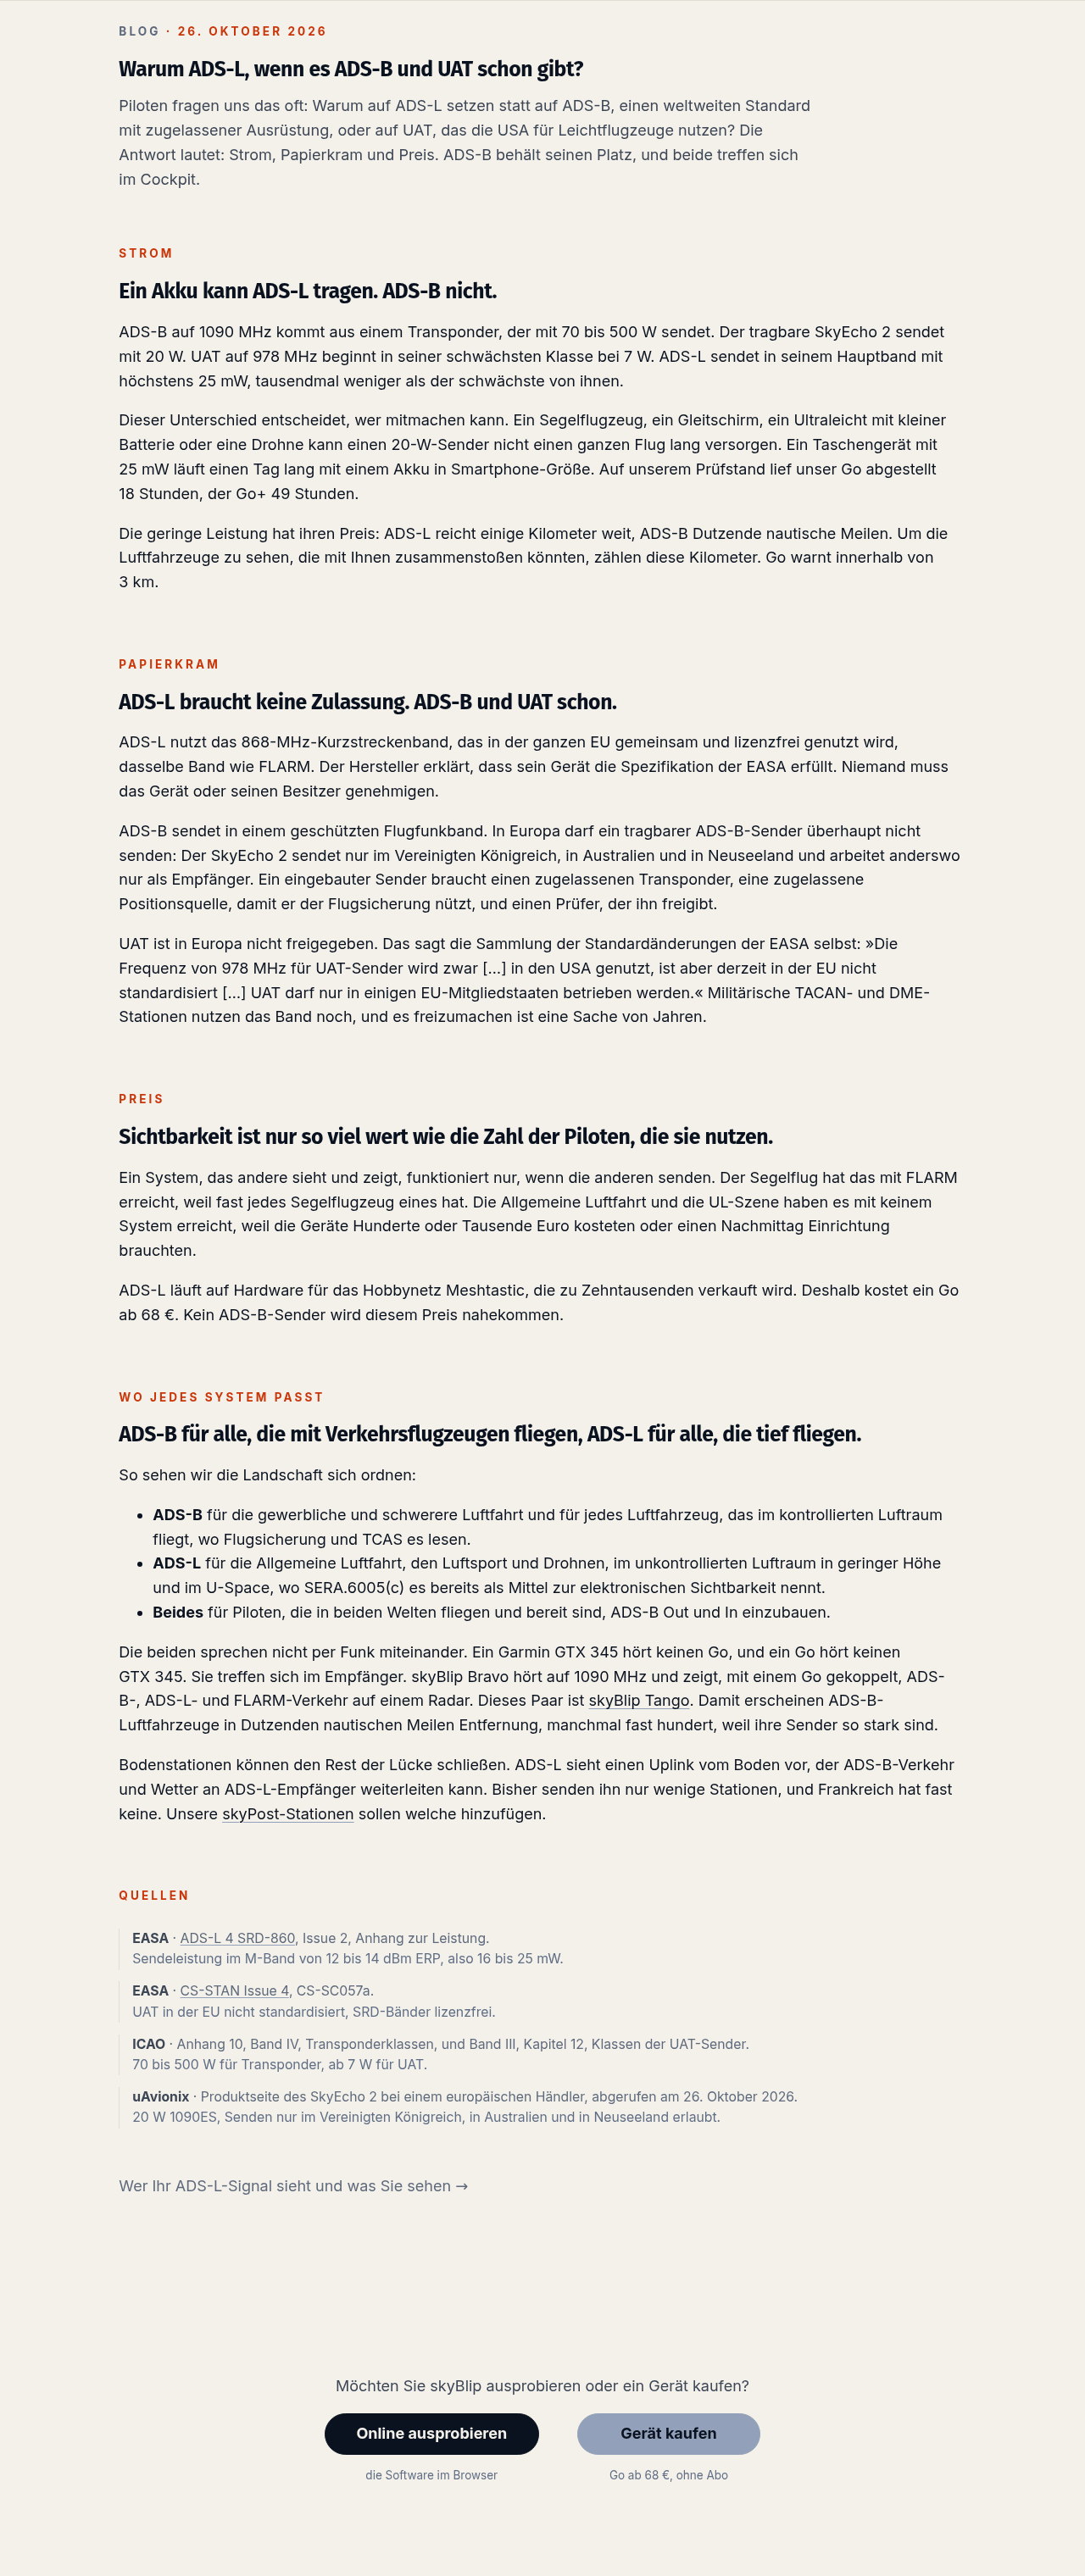 BLOG · 26. OKTOBER 2026
Warum ADS-L, wenn es ADS-B und UAT schon gibt?
Piloten fragen uns das oft: Warum auf ADS-L setzen statt auf ADS-B, einen weltweiten Standard
mit zugelassener Ausrüstung, oder auf UAT, das die USA für Leichtflugzeuge nutzen? Die
Antwort lautet: Strom, Papierkram und Preis. ADS-B behält seinen Platz, und beide treffen sich
im Cockpit.
STROM
Ein Akku kann ADS-L tragen. ADS-B nicht.
ADS-B auf 1090 MHz kommt aus einem Transponder, der mit 70 bis 500 W sendet. Der tragbare SkyEcho 2 sendet
mit 20 W. UAT auf 978 MHz beginnt in seiner schwächsten Klasse bei 7 W. ADS-L sendet in seinem Hauptband mit
höchstens 25 mW, tausendmal weniger als der schwächste von ihnen.
Dieser Unterschied entscheidet, wer mitmachen kann. Ein Segelflugzeug, ein Gleitschirm, ein Ultraleicht mit kleiner
Batterie oder eine Drohne kann einen 20-W-Sender nicht einen ganzen Flug lang versorgen. Ein Taschengerät mit
25 mW läuft einen Tag lang mit einem Akku in Smartphone-Größe. Auf unserem Prüfstand lief unser Go abgestellt
18 Stunden, der Go+ 49 Stunden.
Die geringe Leistung hat ihren Preis: ADS-L reicht einige Kilometer weit, ADS-B Dutzende nautische Meilen. Um die
Luftfahrzeuge zu sehen, die mit Ihnen zusammenstoßen könnten, zählen diese Kilometer. Go warnt innerhalb von
3 km.
PAPIERKRAM
ADS-L braucht keine Zulassung. ADS-B und UAT schon.
ADS-L nutzt das 868-MHz-Kurzstreckenband, das in der ganzen EU gemeinsam und lizenzfrei genutzt wird,
dasselbe Band wie FLARM. Der Hersteller erklärt, dass sein Gerät die Spezifikation der EASA erfüllt. Niemand muss
das Gerät oder seinen Besitzer genehmigen.
ADS-B sendet in einem geschützten Flugfunkband. In Europa darf ein tragbarer ADS-B-Sender überhaupt nicht
senden: Der SkyEcho 2 sendet nur im Vereinigten Königreich, in Australien und in Neuseeland und arbeitet anderswo
nur als Empfänger. Ein eingebauter Sender braucht einen zugelassenen Transponder, eine zugelassene
Positionsquelle, damit er der Flugsicherung nützt, und einen Prüfer, der ihn freigibt.
UAT ist in Europa nicht freigegeben. Das sagt die Sammlung der Standardänderungen der EASA selbst: »Die
Frequenz von 978 MHz für UAT-Sender wird zwar [...] in den USA genutzt, ist aber derzeit in der EU nicht
standardisiert [...] UAT darf nur in einigen EU-Mitgliedstaaten betrieben werden.« Militärische TACAN- und DME-
Stationen nutzen das Band noch, und es freizumachen ist eine Sache von Jahren.
PREIS
Sichtbarkeit ist nur so viel wert wie die Zahl der Piloten, die sie nutzen.
Ein System, das andere sieht und zeigt, funktioniert nur, wenn die anderen senden. Der Segelflug hat das mit FLARM
erreicht, weil fast jedes Segelflugzeug eines hat. Die Allgemeine Luftfahrt und die UL-Szene haben es mit keinem
System erreicht, weil die Geräte Hunderte oder Tausende Euro kosteten oder einen Nachmittag Einrichtung
brauchten.
ADS-L läuft auf Hardware für das Hobbynetz Meshtastic, die zu Zehntausenden verkauft wird. Deshalb kostet ein Go
ab 68 €. Kein ADS-B-Sender wird diesem Preis nahekommen.
WO JEDES SYSTEM PASST
ADS-B für alle, die mit Verkehrsflugzeugen fliegen, ADS-L für alle, die tief fliegen.
So sehen wir die Landschaft sich ordnen:
• ADS-B für die gewerbliche und schwerere Luftfahrt und für jedes Luftfahrzeug, das im kontrollierten Luftraum
fliegt, wo Flugsicherung und TCAS es lesen.
• ADS-L für die Allgemeine Luftfahrt, den Luftsport und Drohnen, im unkontrollierten Luftraum in geringer Höhe
und im U-Space, wo SERA.6005(c) es bereits als Mittel zur elektronischen Sichtbarkeit nennt.
• Beides für Piloten, die in beiden Welten fliegen und bereit sind, ADS-B Out und In einzubauen.
Die beiden sprechen nicht per Funk miteinander. Ein Garmin GTX 345 hört keinen Go, und ein Go hört keinen
GTX 345. Sie treffen sich im Empfänger. skyBlip Bravo hört auf 1090 MHz und zeigt, mit einem Go gekoppelt, ADS-
B-, ADS-L- und FLARM-Verkehr auf einem Radar. Dieses Paar ist skyBlip Tango. Damit erscheinen ADS-B-
Luftfahrzeuge in Dutzenden nautischen Meilen Entfernung, manchmal fast hundert, weil ihre Sender so stark sind.
Bodenstationen können den Rest der Lücke schließen. ADS-L sieht einen Uplink vom Boden vor, der ADS-B-Verkehr
und Wetter an ADS-L-Empfänger weiterleiten kann. Bisher senden ihn nur wenige Stationen, und Frankreich hat fast
keine. Unsere skyPost-Stationen sollen welche hinzufügen.
QUELLEN
EASA · ADS-L 4 SRD-860, Issue 2, Anhang zur Leistung.
Sendeleistung im M-Band von 12 bis 14 dBm ERP, also 16 bis 25 mW.
EASA · CS-STAN Issue 4, CS-SC057a.
UAT in der EU nicht standardisiert, SRD-Bänder lizenzfrei.
ICAO · Anhang 10, Band IV, Transponderklassen, und Band III, Kapitel 12, Klassen der UAT-Sender.
70 bis 500 W für Transponder, ab 7 W für UAT.
uAvionix · Produktseite des SkyEcho 2 bei einem europäischen Händler, abgerufen am 26. Oktober 2026.
20 W 1090ES, Senden nur im Vereinigten Königreich, in Australien und in Neuseeland erlaubt.
Wer Ihr ADS-L-Signal sieht und was Sie sehen →
Möchten Sie skyBlip ausprobieren oder ein Gerät kaufen?
Online ausprobieren
Gerät kaufen
die Software im Browser
Go ab 68 €, ohne Abo